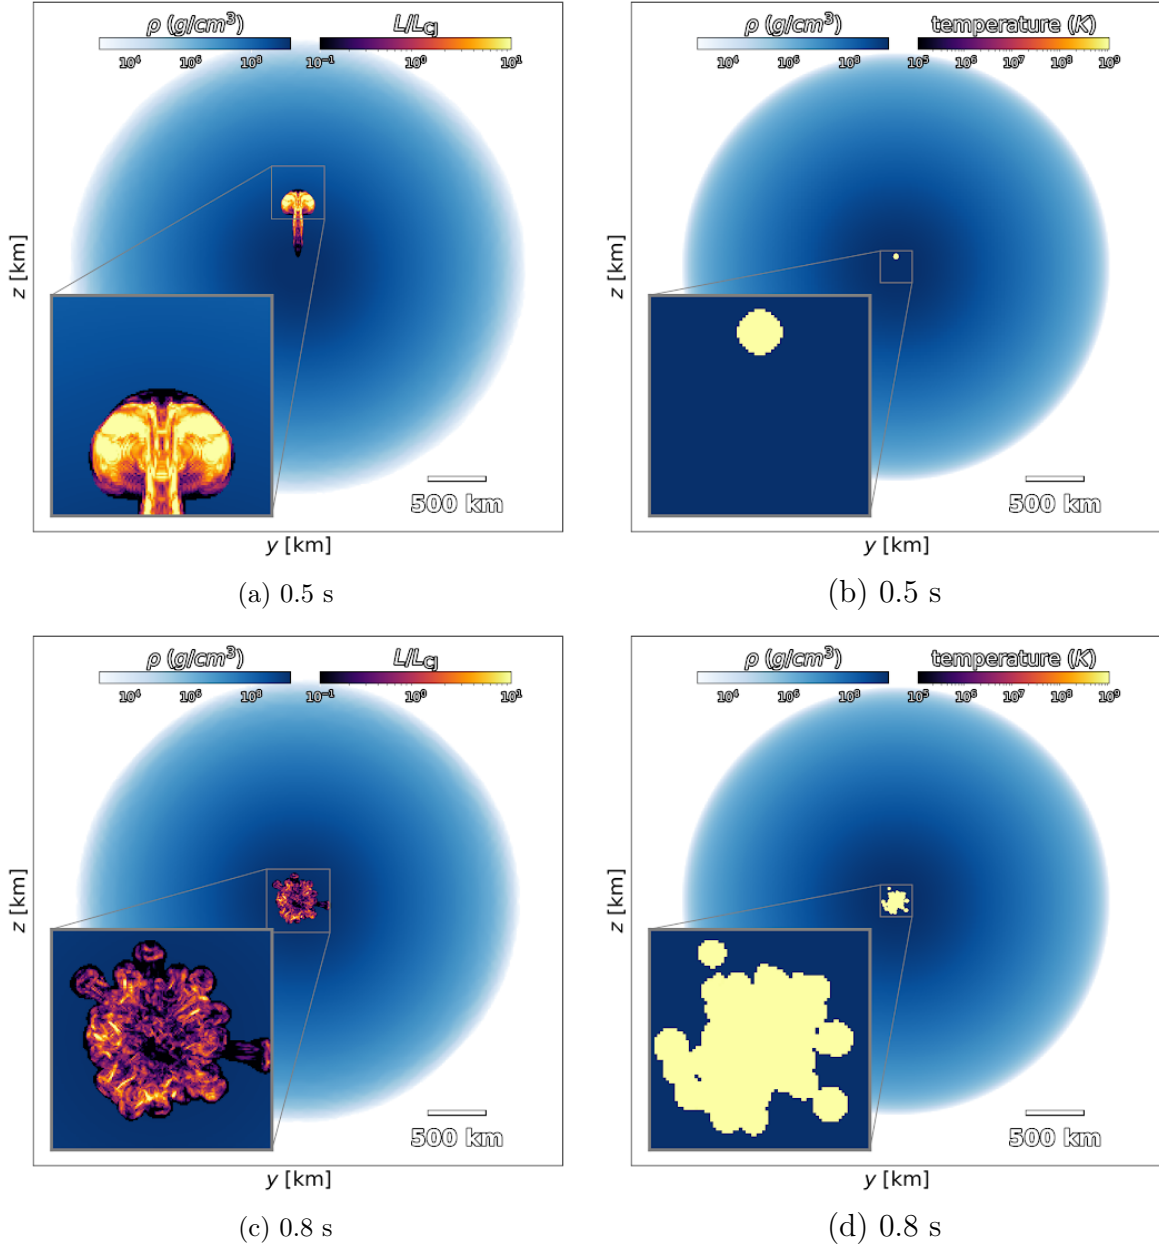 ρ (g/cm³) L/L_CJ
10⁴ 10⁶ 10⁸ 10⁻¹ 10⁰ 10¹
z [km]
500 km
y [km]
(a) 0.5 s
ρ (g/cm³) temperature (K)
10⁴ 10⁶ 10⁸ 10⁵ 10⁶ 10⁷ 10⁸ 10⁹
z [km]
500 km
y [km]
(b) 0.5 s
ρ (g/cm³) L/L_CJ
10⁴ 10⁶ 10⁸ 10⁻¹ 10⁰ 10¹
z [km]
500 km
y [km]
(c) 0.8 s
ρ (g/cm³) temperature (K)
10⁴ 10⁶ 10⁸ 10⁵ 10⁶ 10⁷ 10⁸ 10⁹
z [km]
500 km
y [km]
(d) 0.8 s